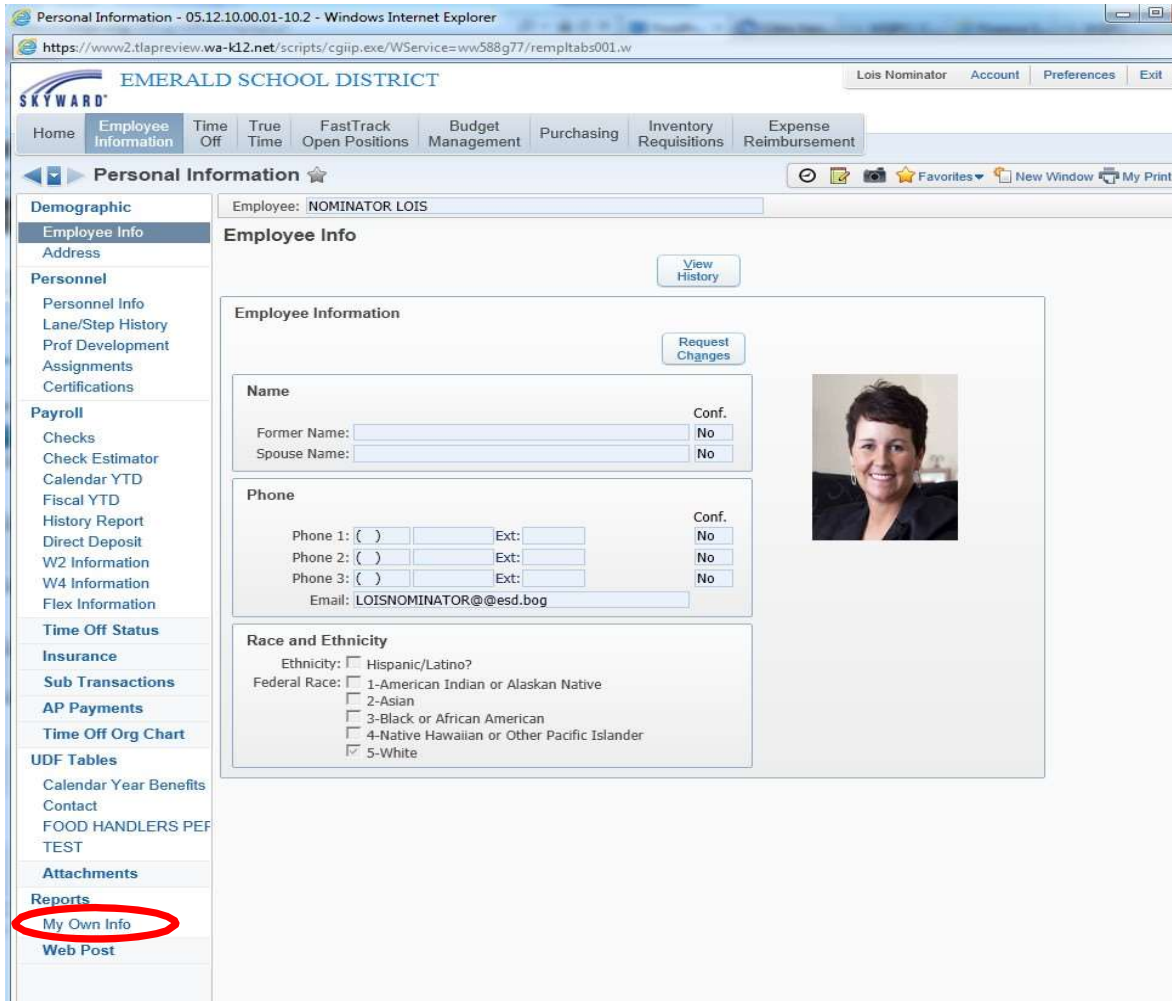 Personal Information - 05.12.10.00.01-10.2 - Windows Internet Explorer
https://www2.tlapreview.wa-k12.net/scripts/cgiip.exe/WService=ww588g77/rempltabs001.w
SKYWARD EMERALD SCHOOL DISTRICT
Lois Nominator Account Preferences Exit
Home Employee Information Time Off True Time FastTrack Open Positions Budget Management Purchasing Inventory Requisitions Expense Reimbursement
Personal Information
Favorites New Window My Print
Demographic
Employee Info
Address
Personnel
Personnel Info
Lane/Step History
Prof Development
Assignments
Certifications
Payroll
Checks
Check Estimator
Calendar YTD
Fiscal YTD
History Report
Direct Deposit
W2 Information
W4 Information
Flex Information
Time Off Status
Insurance
Sub Transactions
AP Payments
Time Off Org Chart
UDF Tables
Calendar Year Benefits
Contact
FOOD HANDLERS PER
TEST
Attachments
Reports
My Own Info
Web Post
Employee: NOMINATOR LOIS
Employee Info
View History
Employee Information
Request Changes
Name
Conf.
Former Name: No
Spouse Name: No
Phone
Conf.
Phone 1: ( ) Ext: No
Phone 2: ( ) Ext: No
Phone 3: ( ) Ext: No
Email: LOISNOMINATOR@@esd.bog
Race and Ethnicity
Ethnicity: Hispanic/Latino?
Federal Race: 1-American Indian or Alaskan Native
2-Asian
3-Black or African American
4-Native Hawaiian or Other Pacific Islander
5-White